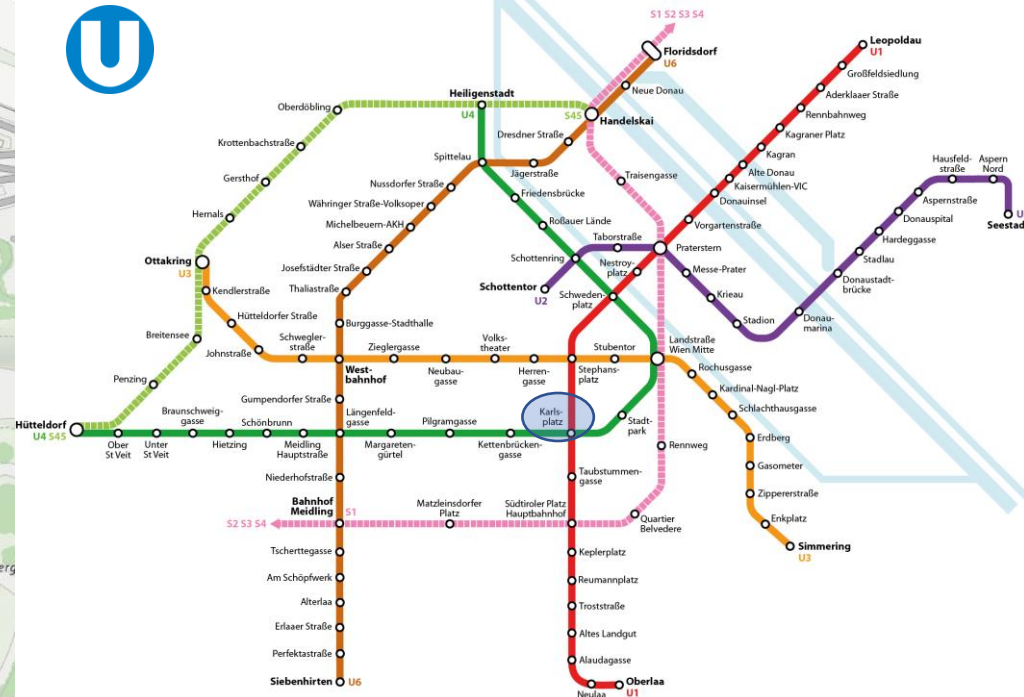 U
S1 S2 S3 S4
Floridsdorf
U6
Leopoldau
U1
Großfeldsiedlung
Aderklaaer Straße
Rennbahnweg
Kagraner Platz
Kagran
Alte Donau
Kaisermühlen-VIC
Donauinsel
Vorgartenstraße
Praterstern
Neue Donau
Heiligenstadt
U4
S45
Handelskai
Oberdöbling
Krottenbachstraße
Gersthof
Hernals
Ottakring
U3
Dresdner Straße
Spittelau
Jägerstraße
Traisengasse
Nussdorfer Straße
Friedensbrücke
Währinger Straße-Volksoper
Michelbeuern-AKH
Roßauer Lände
Alser Straße
Taborstraße
Josefstädter Straße
Schottenring
Nestroy-
platz
Thaliastraße
Schottentor
U2
Schweden-
platz
Messe-Prater
Krieau
Stadion
Donau-
marina
Donaustadt-
brücke
Stadlau
Hardeggasse
Donauspital
Aspernstraße
Hausfeld-
straße
Aspern
Nord
U
Seestad
Kendlerstraße
Hütteldorfer Straße
Johnstraße
Schwegler-
straße
Burggasse-Stadthalle
Zieglergasse
Volks-
theater
Stubentor
Landstraße
Wien Mitte
West-
bahnhof
Neubau-
gasse
Herren-
gasse
Stephans-
platz
Rochusgasse
Kardinal-Nagl-Platz
Schlachthausgasse
Erdberg
Gasometer
Zippererstraße
Enkplatz
Simmering
U3
Breitensee
Penzing
Hütteldorf
U4 S45
Ober
St Veit
Unter
St Veit
Braunschweig-
gasse
Hietzing
Schönbrunn
Meidling
Hauptstraße
Gumpendorfer Straße
Längenfeld-
gasse
Margareten-
gürtel
Pilgramgasse
Kettenbrücken-
gasse
Karls-
platz
Stadt-
park
Rennweg
Niederhofstraße
Taubstummen-
gasse
Bahnhof
Meidling
S1
S2 S3 S4
Matzleinsdorfer
Platz
Südtiroler Platz
Hauptbahnhof
Quartier
Belvedere
Tscherttegasse
Keplerplatz
Am Schöpfwerk
Reumannplatz
Alterlaa
Troststraße
Erlaaer Straße
Altes Landgut
Perfektastraße
Alaudagasse
Siebenhirten
U6
Oberlaa
U1
Neulaa